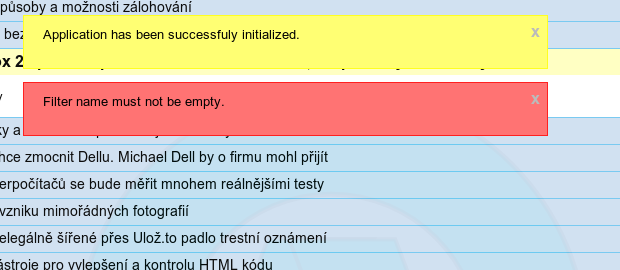 působy a možnosti zálohování
bez
Application has been successfuly initialized. x
ox 2
y
Filter name must not be empty. x
ky a
hce zmocnit Dellu. Michael Dell by o firmu mohl přijít
erpočítačů se bude měřit mnohem reálnějšími testy
vzniku mimořádných fotografií
elegálně šířené přes Ulož.to padlo trestní oznámení
ástroje pro vylepšení a kontrolu HTML kódu